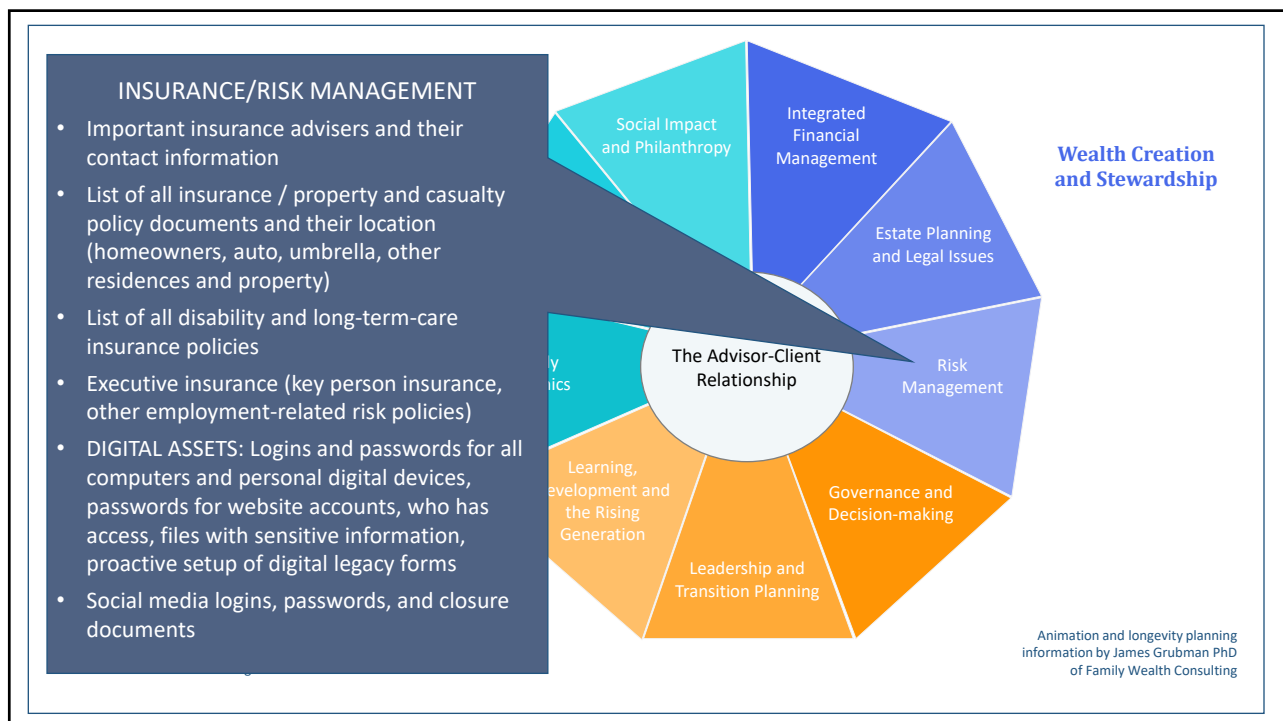 INSURANCE/RISK MANAGEMENT
• Important insurance advisers and their
contact information
• List of all insurance / property and casualty
policy documents and their location
(homeowners, auto, umbrella, other
residences and property)
• List of all disability and long-term-care
insurance policies
• Executive insurance (key person insurance,
other employment-related risk policies)
• DIGITAL ASSETS: Logins and passwords for all
computers and personal digital devices,
passwords for website accounts, who has
access, files with sensitive information,
proactive setup of digital legacy forms
• Social media logins, passwords, and closure
documents
Social Impact
and Philanthropy
Integrated
Financial
Management
Estate Planning
and Legal Issues
Risk
Management
Governance and
Decision-making
Leadership and
Transition Planning
Learning,
evelopment and
the Rising
Generation
The Advisor-Client
Relationship
Wealth Creation
and Stewardship
Animation and longevity planning
information by James Grubman PhD
of Family Wealth Consulting